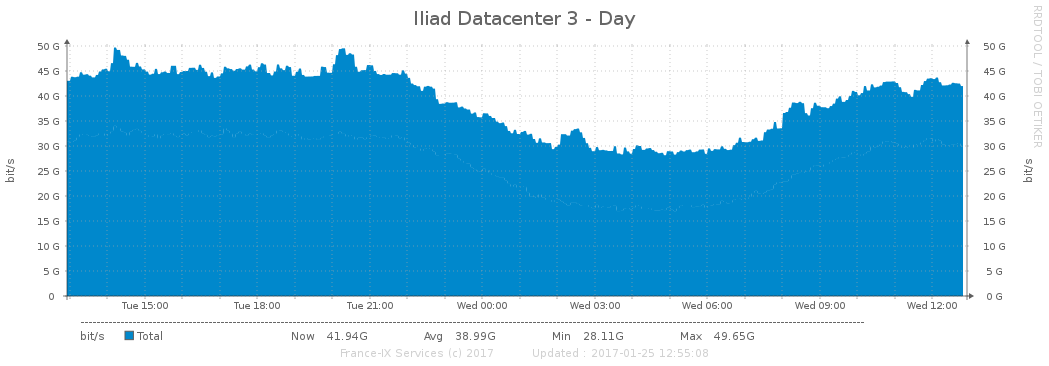 Iliad Datacenter 3 - Day
RRDTOOL / TOBI OETIKER
bit/s
50 G 50 G
45 G 45 G
40 G 40 G
35 G 35 G
30 G 30 G
25 G 25 G
20 G 20 G
15 G 15 G
10 G 10 G
5 G 5 G
0 0 G
bit/s
Tue 15:00 Tue 18:00 Tue 21:00 Wed 00:00 Wed 03:00 Wed 06:00 Wed 09:00 Wed 12:00
bit/s Total Now 41.94G Avg 38.99G Min 28.11G Max 49.65G
France-IX Services (c) 2017 Updated : 2017-01-25 12:55:08